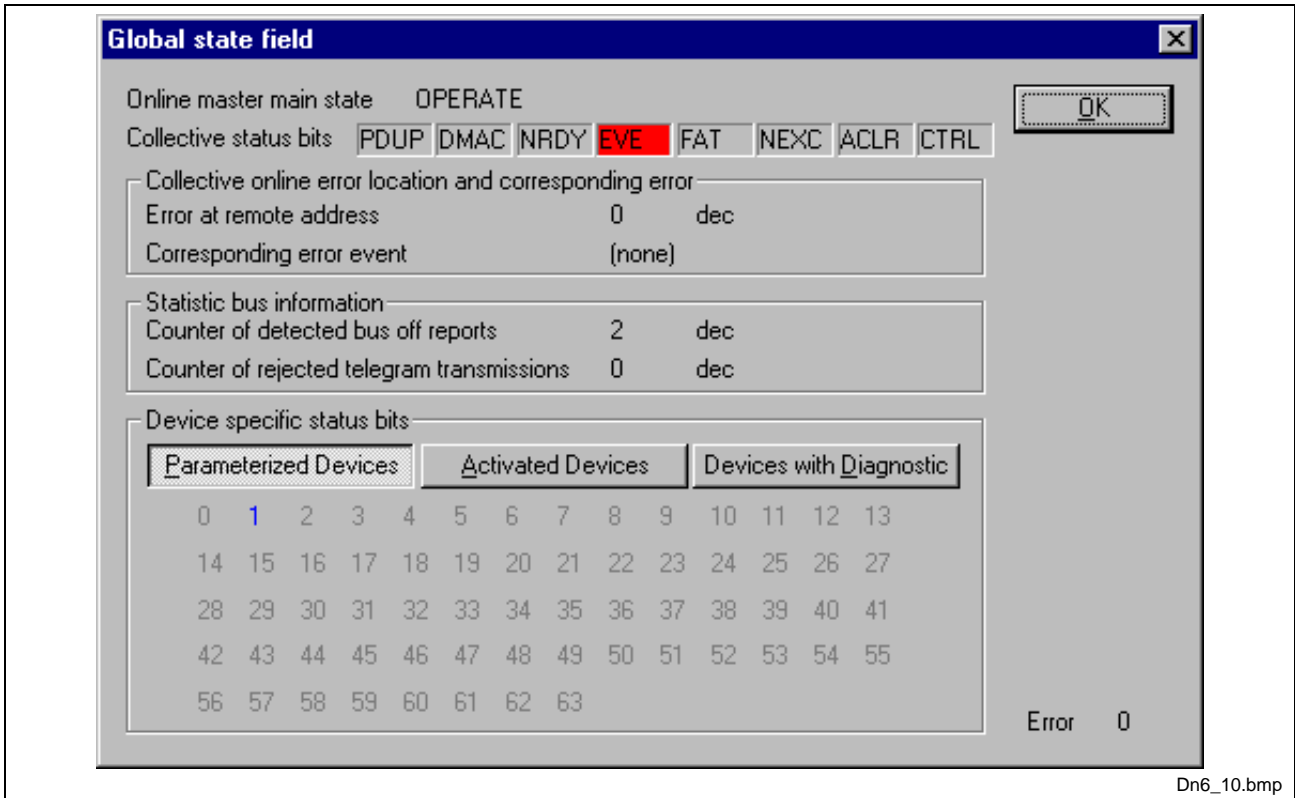 Global state field
Online master main state OPERATE
OK
Collective status bits PDUP DMAC NRDY EVE FAT NEXC ACLR CTRL
Collective online error location and corresponding error
Error at remote address 0 dec
Corresponding error event (none)
Statistic bus information
Counter of detected bus off reports 2 dec
Counter of rejected telegram transmissions 0 dec
Device specific status bits
Parameterized Devices Activated Devices Devices with Diagnostic
0 1 2 3 4 5 6 7 8 9 10 11 12 13
14 15 16 17 18 19 20 21 22 23 24 25 26 27
28 29 30 31 32 33 34 35 36 37 38 39 40 41
42 43 44 45 46 47 48 49 50 51 52 53 54 55
56 57 58 59 60 61 62 63
Error 0
Dn6_10.bmp